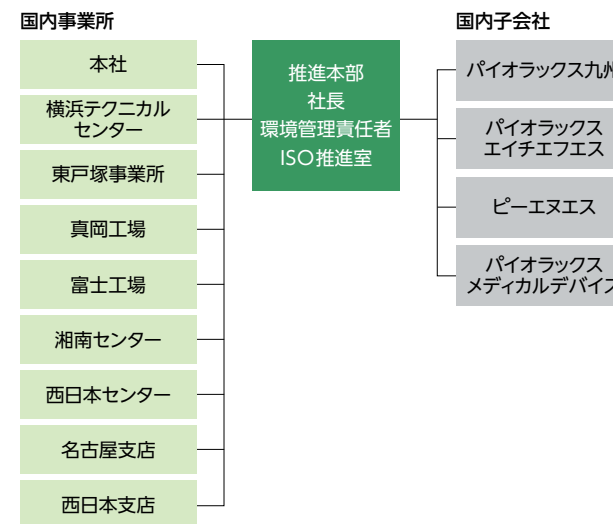 国内事業所
本社
横浜テクニカル
センター
東戸塚事業所
真岡工場
富士工場
湘南センター
西日本センター
名古屋支店
西日本支店
推進本部
社長
環境管理責任者
ISO推進室
国内子会社
パイオラックス九州
パイオラックス
エイチエフエス
ピーエヌエス
パイオラックス
メディカルデバイス